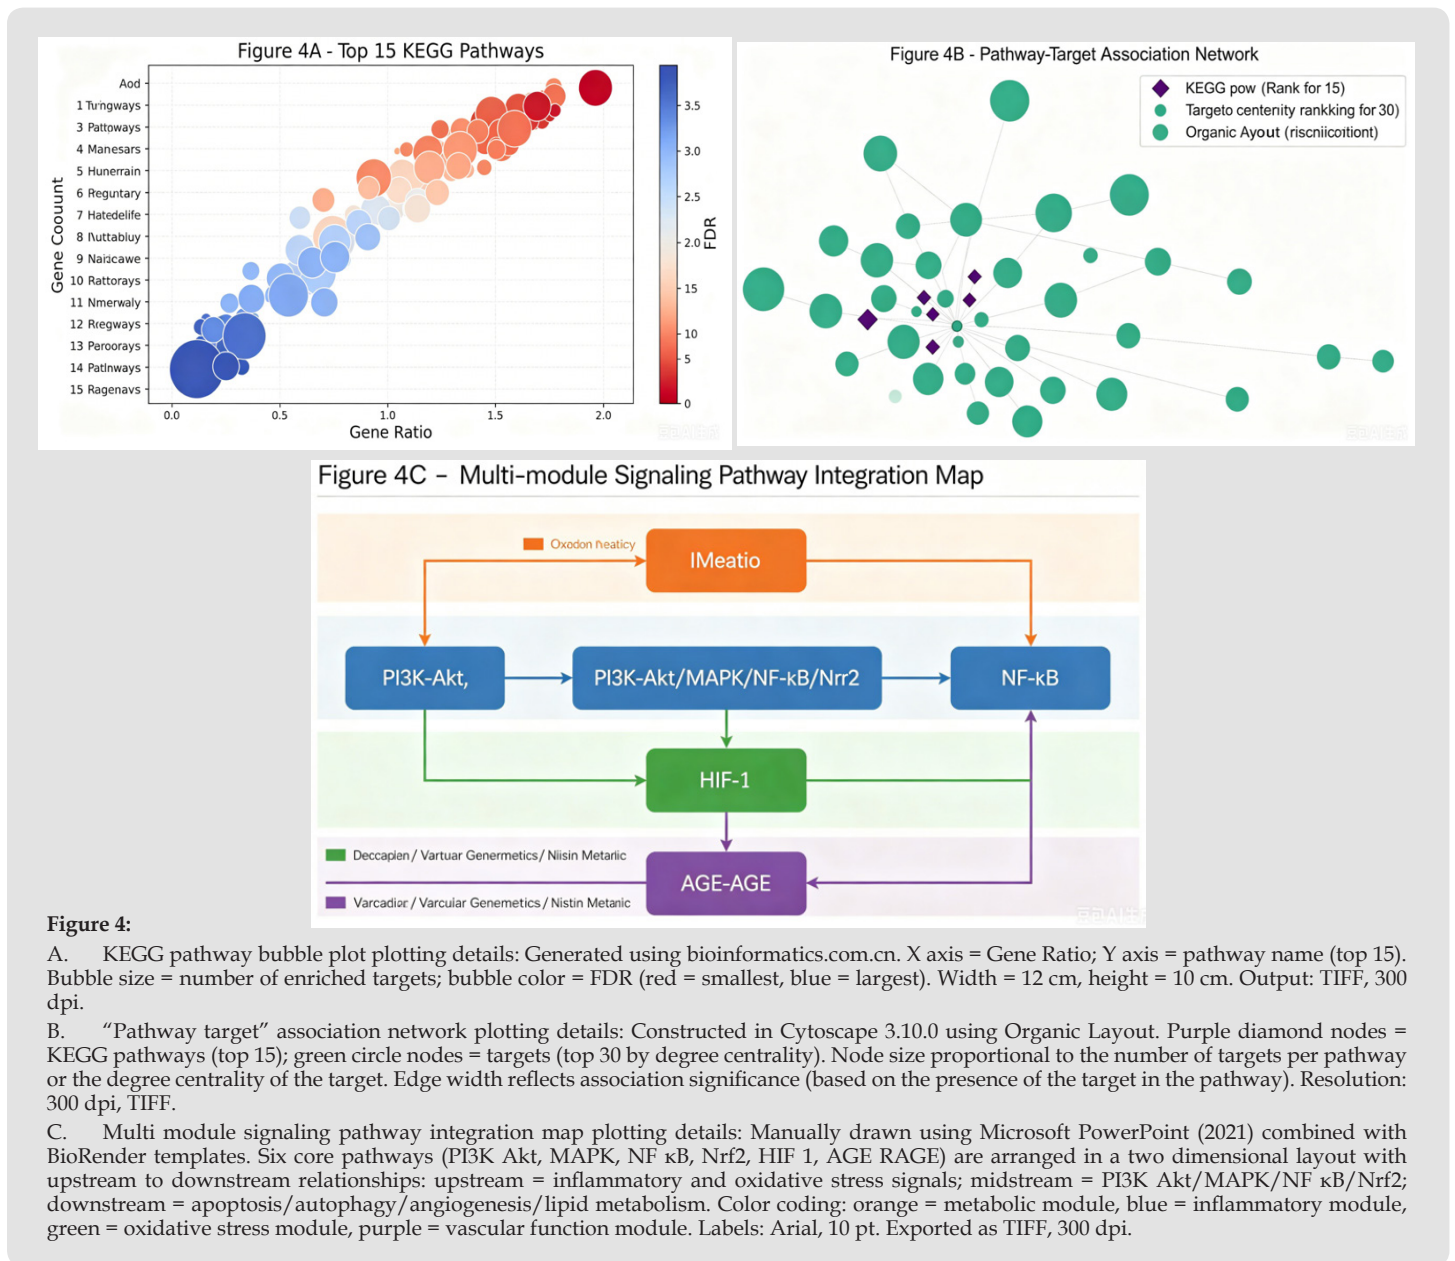 Figure 4A - Top 15 KEGG Pathways
Gene Coouunt
Aod
1 Tungways
3 Pattoways
4 Manesars
5 Hunerrain
6 Reguntary
7 Hatedelife
8 Iuttabluy
9 Naiicawe
10 Rattorays
11 Nmerwaly
12 Rregways
13 Peroorays
14 Patlnways
15 Ragenavs
0.0 0.5 1.0 1.5 2.0
Gene Ratio
3.5
3.0
2.5
2.0
15
10
5
0
FDR
Figure 4B - Pathway-Target Association Network
KEGG pow (Rank for 15)
Targeto centenity rankking for 30)
Organic Ayout (riscniicotiont)
Figure 4C – Multi-module Signaling Pathway Integration Map
Oxodon
IMeatio
PI3K-Akt,
PI3K-Akt/MAPK/NF-κB/Nrr2
NF-κB
HIF-1
Deccapien / Vartuar Genermetics / Niisin Metarlic
AGE-AGE
Varcadior / Varcular Genemetics / Nistin Metanic
Figure 4:
A. KEGG pathway bubble plot plotting details: Generated using bioinformatics.com.cn. X axis = Gene Ratio; Y axis = pathway name (top 15).
Bubble size = number of enriched targets; bubble color = FDR (red = smallest, blue = largest). Width = 12 cm, height = 10 cm. Output: TIFF, 300
dpi.
B. “Pathway target” association network plotting details: Constructed in Cytoscape 3.10.0 using Organic Layout. Purple diamond nodes =
KEGG pathways (top 15); green circle nodes = targets (top 30 by degree centrality). Node size proportional to the number of targets per pathway
or the degree centrality of the target. Edge width reflects association significance (based on the presence of the target in the pathway). Resolution:
300 dpi, TIFF.
C. Multi module signaling pathway integration map plotting details: Manually drawn using Microsoft PowerPoint (2021) combined with
BioRender templates. Six core pathways (PI3K Akt, MAPK, NF κB, Nrf2, HIF 1, AGE RAGE) are arranged in a two dimensional layout with
upstream to downstream relationships: upstream = inflammatory and oxidative stress signals; midstream = PI3K Akt/MAPK/NF κB/Nrf2;
downstream = apoptosis/autophagy/angiogenesis/lipid metabolism. Color coding: orange = metabolic module, blue = inflammatory module,
green = oxidative stress module, purple = vascular function module. Labels: Arial, 10 pt. Exported as TIFF, 300 dpi.